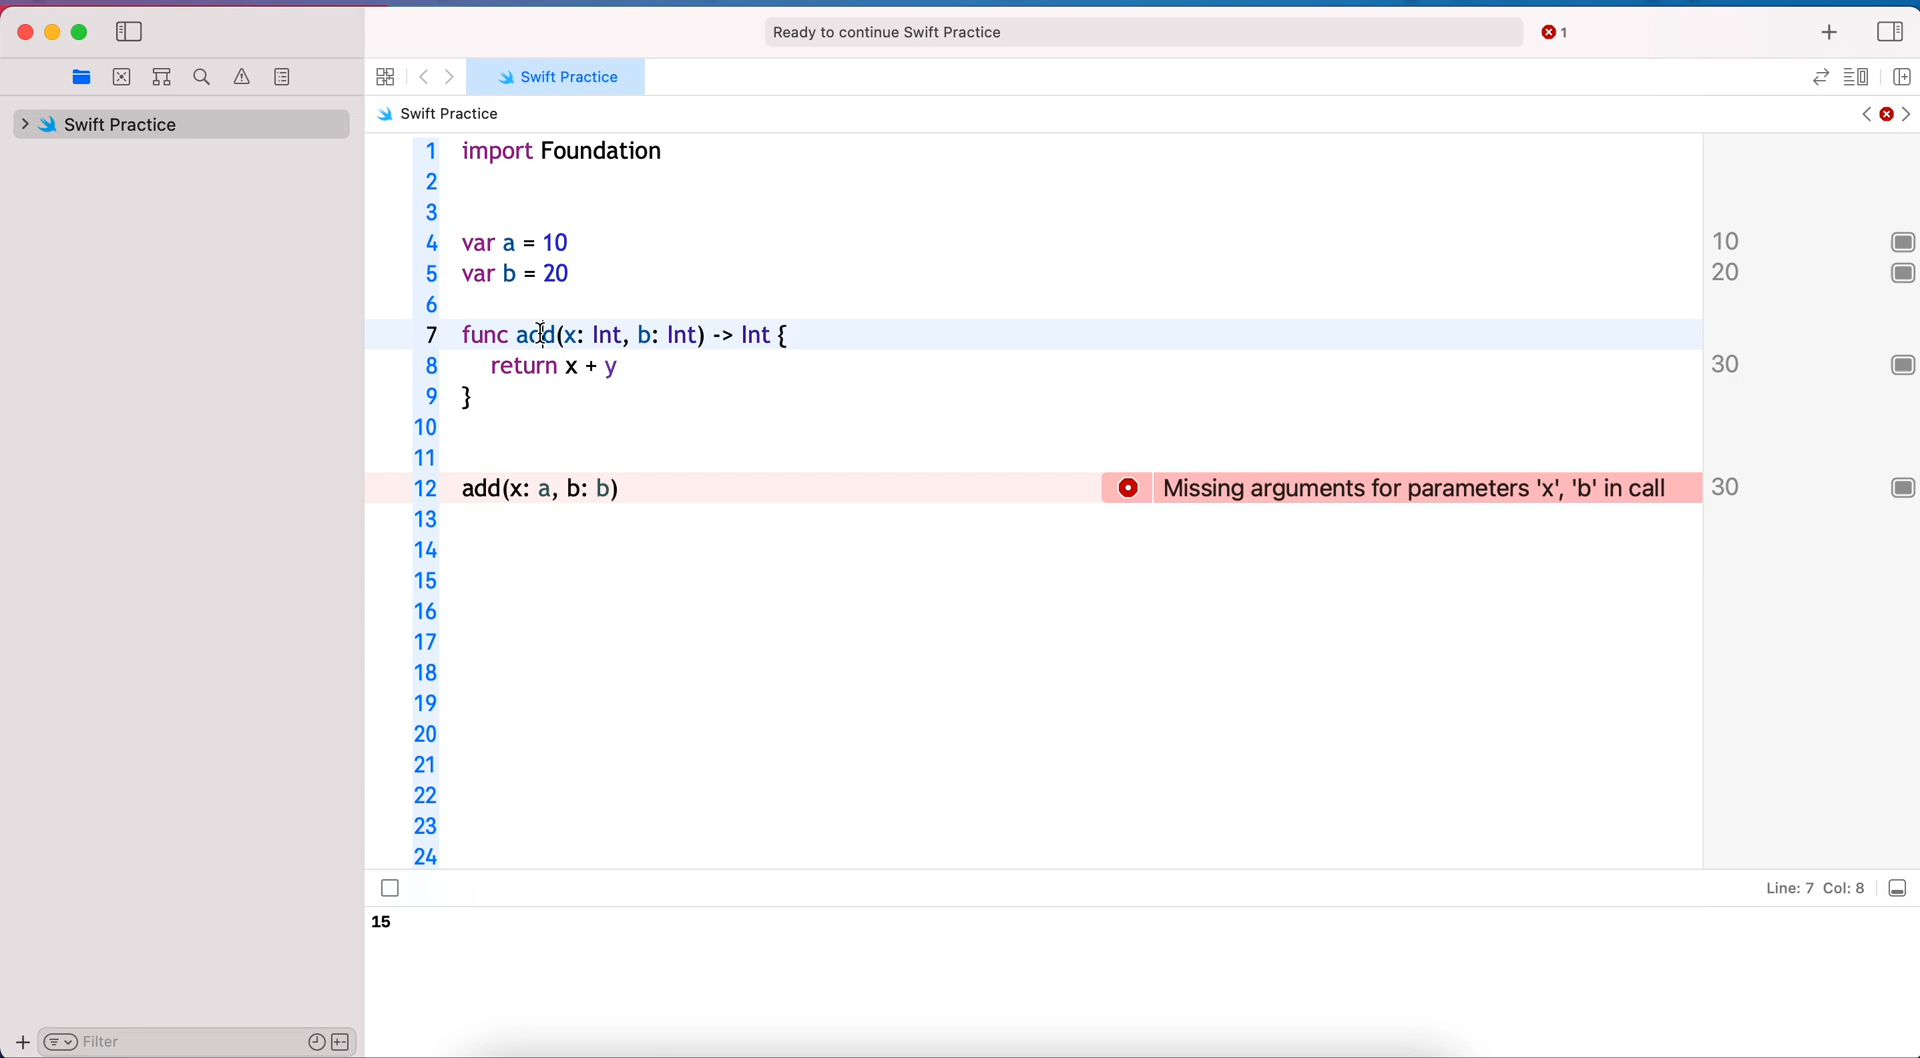 Ready to continue Swift Practice
1
Swift Practice
Swift Practice
Swift Practice
1 import Foundation
2
3
4 var a = 10 10
5 var b = 20 20
6
7 func add(x: Int, b: Int) -> Int {
8 return x + y 30
9 }
10
11
12 add(x: a, b: b) Missing arguments for parameters 'x', 'b' in call 30
13
14
15
16
17
18
19
20
21
22
23
24
Line: 7 Col: 8
15
Filter